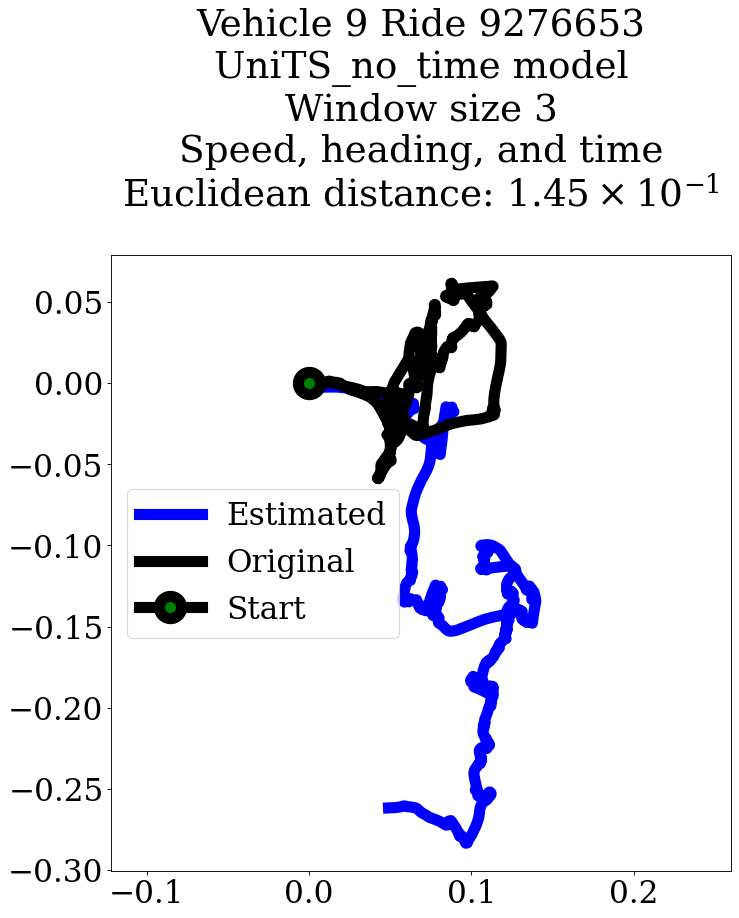 Vehicle 9 Ride 9276653
UniTS_no_time model
Window size 3
Speed, heading, and time
Euclidean distance: 1.45 × 10⁻¹
0.05
0.00
−0.05
−0.10
−0.15
−0.20
−0.25
−0.30
Estimated
Original
Start
−0.1
0.0
0.1
0.2